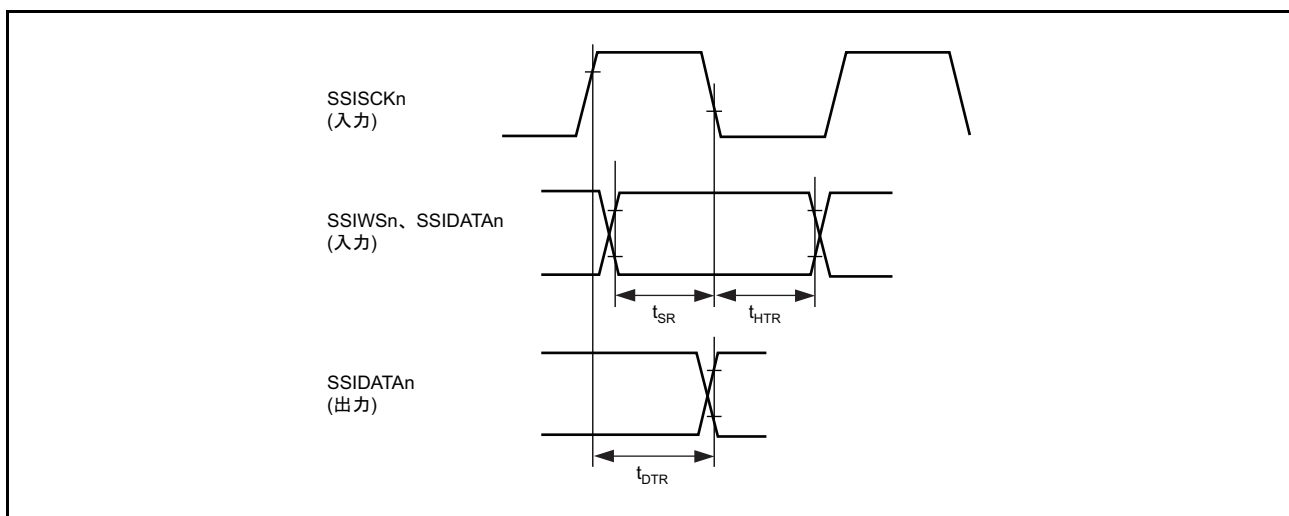 SSISCKn
(入力)
SSIWSn、SSIDATAn
(入力)
tSR
tHTR
SSIDATAn
(出力)
tDTR